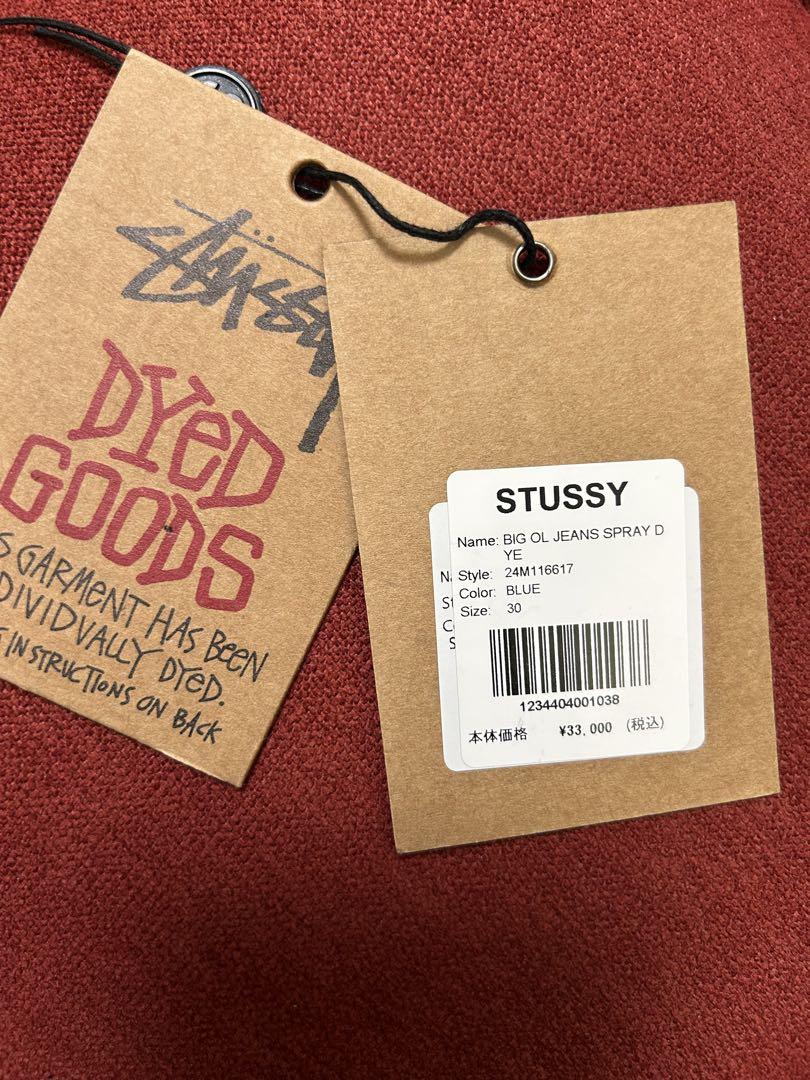 Stüssy
DYeD
GOODS
S GARMENT HAS BEEN
DIVIDVALLY DYED.
INSTRUCTIONS ON BACK
STUSSY
Name: BIG OL JEANS SPRAY D
YE
Style: 24M116617
Color: BLUE
Size: 30
1234404001038
本体価格 ¥33,000 (税込)